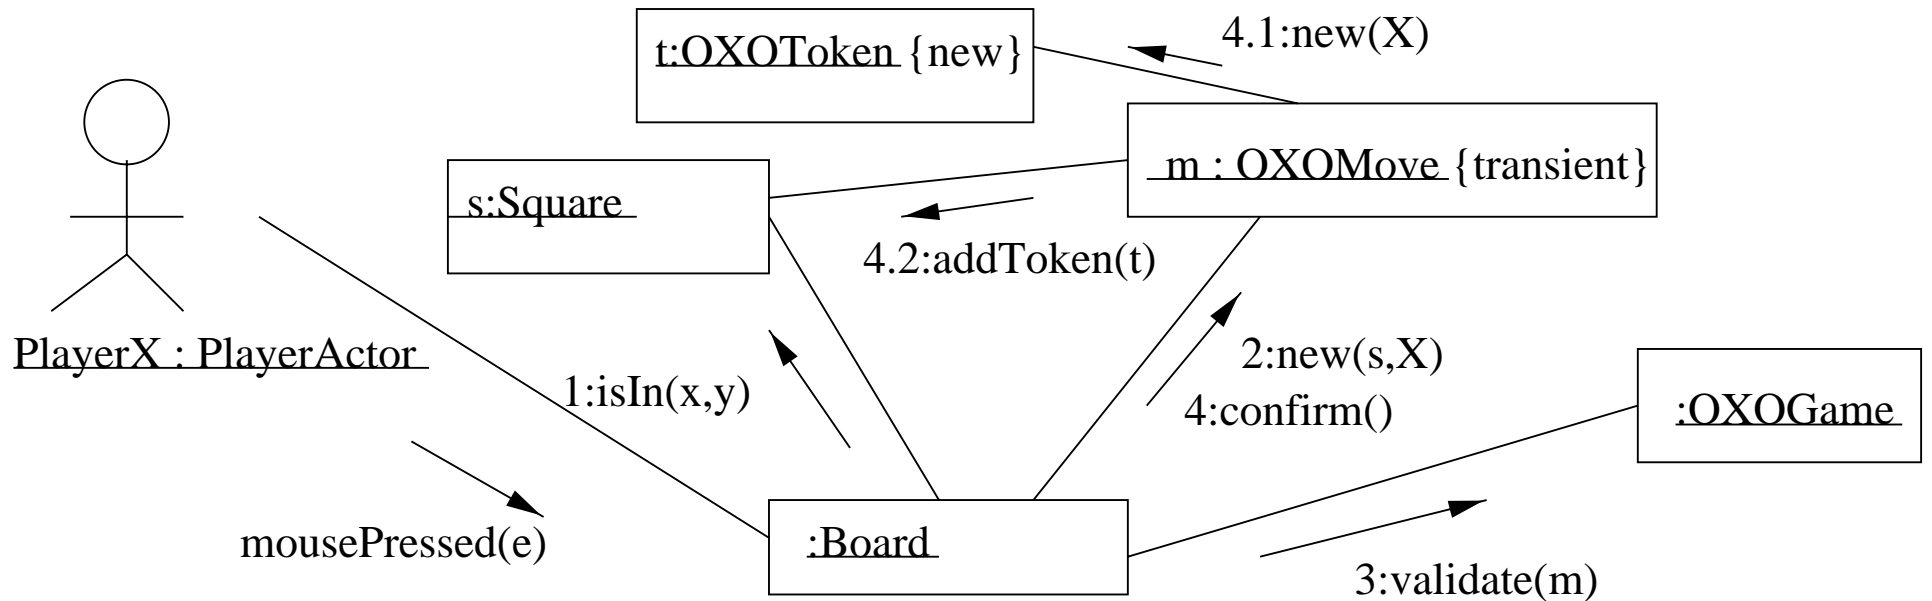 4.1:new(X)
t:OXOToken {new}
m : OXOMove {transient}
s:Square
4.2:addToken(t)
PlayerX : PlayerActor
2:new(s,X)
1:isIn(x,y)
4:confirm()
:OXOGame
mousePressed(e)
:Board
3:validate(m)